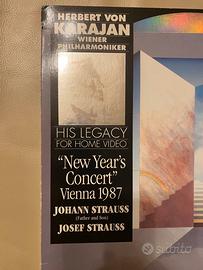 HERBERT VON
KARAJAN
WIENER
PHILHARMONIKER
HIS LEGACY
FOR HOME VIDEO
"New Year's
Concert"
Vienna 1987
JOHANN STRAUSS
(Father and Son)
JOSEF STRAUSS
Subito